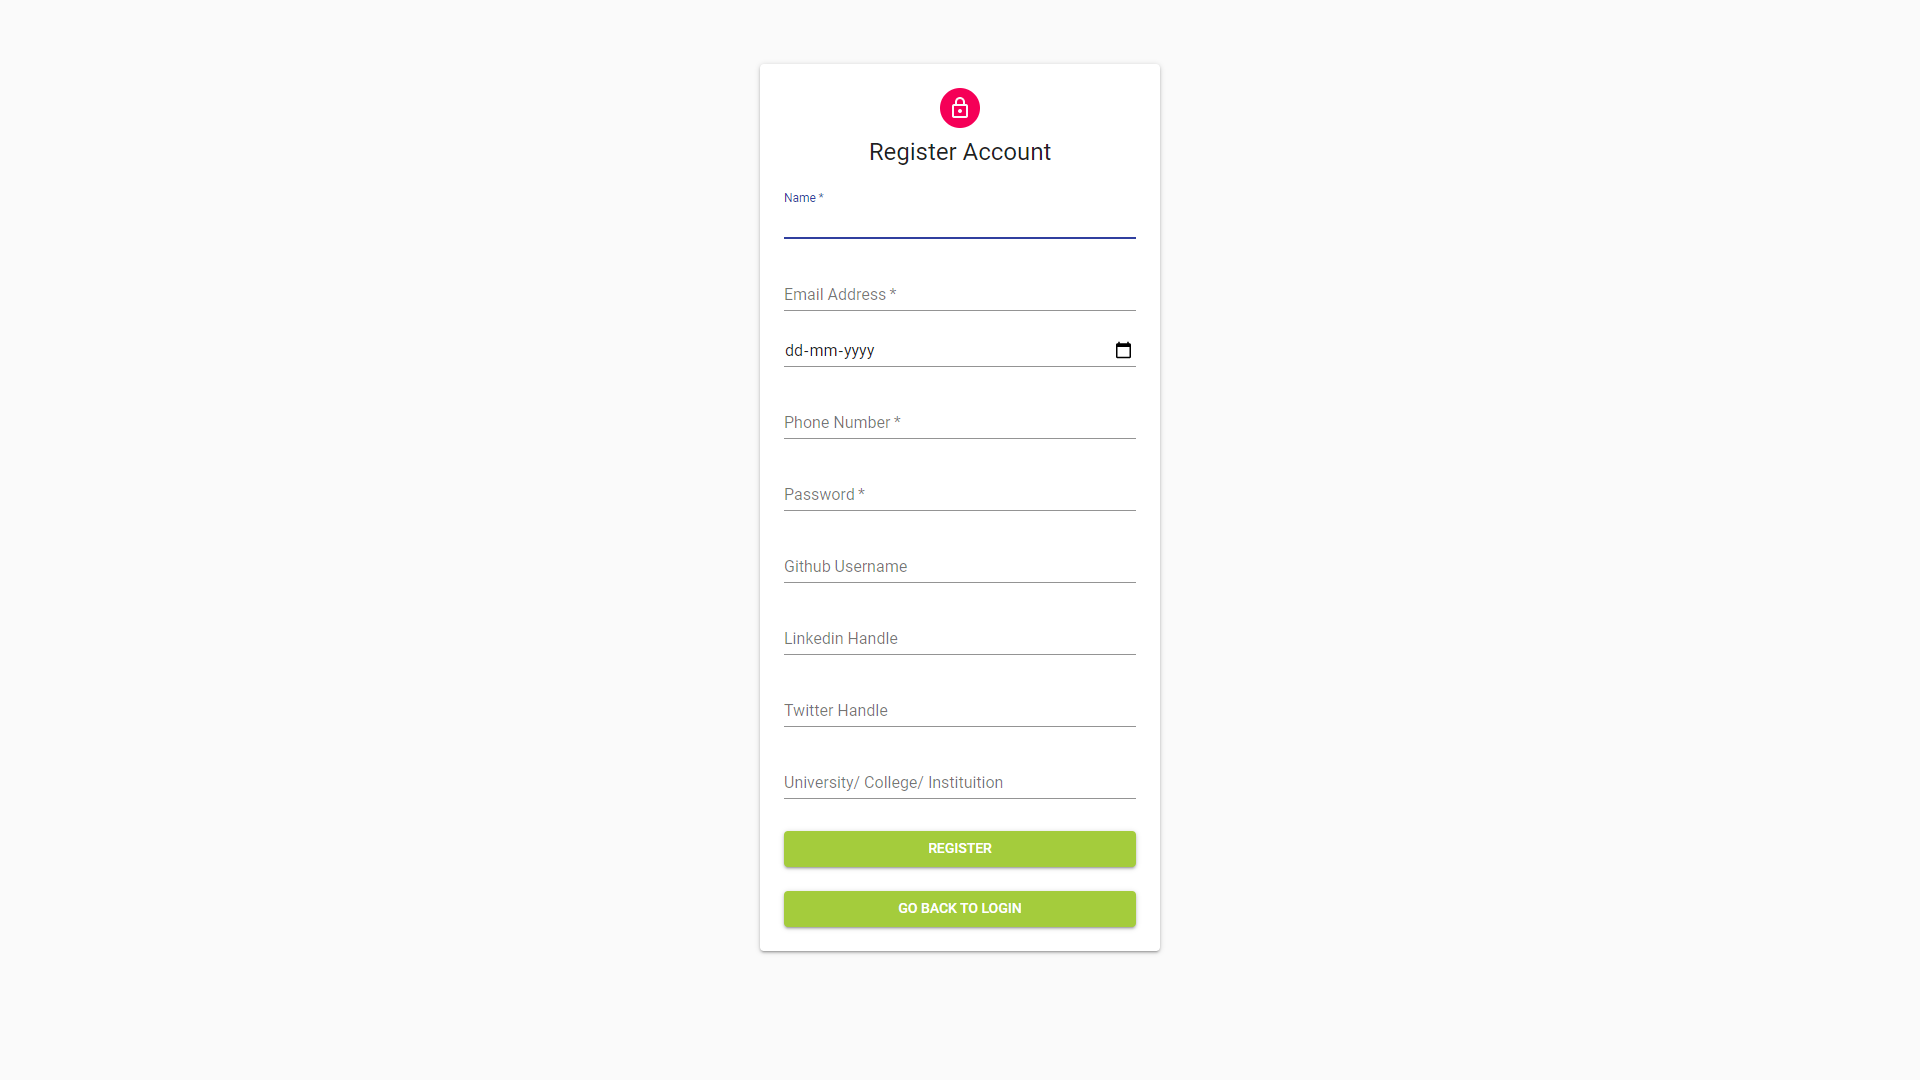 Register Account
Name *
Email Address *
dd-mm-yyyy
Phone Number *
Password *
Github Username
Linkedin Handle
Twitter Handle
University/ College/ Instituition
REGISTER
GO BACK TO LOGIN